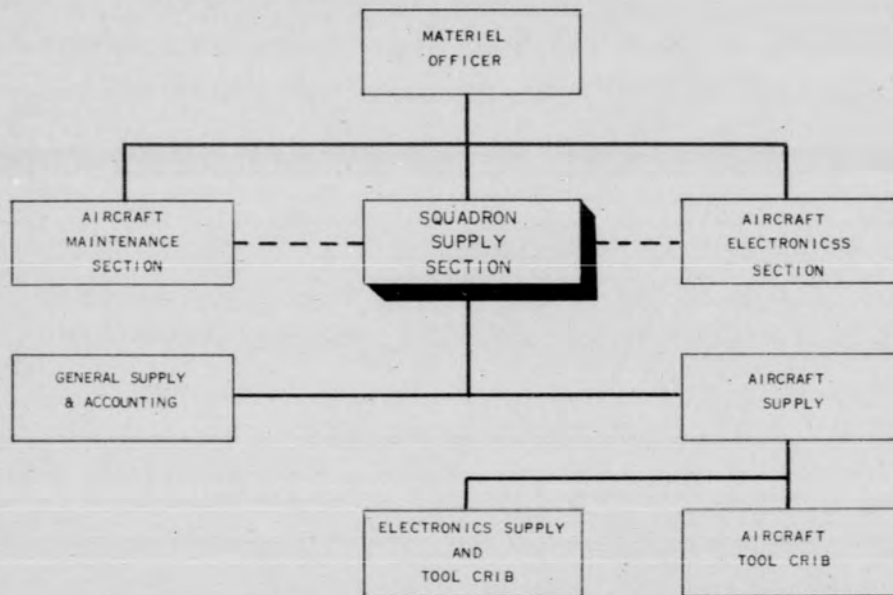 MATERIEL
OFFICER
AIRCRAFT
MAINTENANCE
SECTION
SQUADRON
SUPPLY
SECTION
AIRCRAFT
ELECTRONICSS
SECTION
GENERAL SUPPLY
& ACCOUNTING
AIRCRAFT
SUPPLY
ELECTRONICS SUPPLY
AND
TOOL CRIB
AIRCRAFT
TOOL CRIB